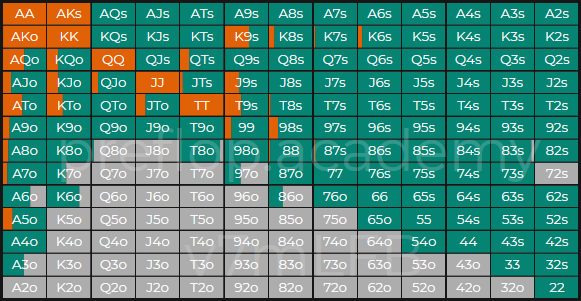 AA AKs AQs AJs ATs A9s A8s A7s A6s A5s A4s A3s A2s
AKo KK KQs KJs KTs K9s K8s K7s K6s K5s K4s K3s K2s
AQo KQo QQ QJs QTs Q9s Q8s Q7s Q6s Q5s Q4s Q3s Q2s
AJo KJo QJo JJ JTs J9s J8s J7s J6s J5s J4s J3s J2s
ATo KTo QTo JTo TT T9s T8s T7s T6s T5s T4s T3s T2s
A9o K9o Q9o J9o T9o 99 98s 97s 96s 95s 94s 93s 92s
A8o K8o Q8o J8o T8o 98o 88 87s 86s 85s 84s 83s 82s
preflop.academy
A7o K7o Q7o J7o T7o 97o 87o 77 76s 75s 74s 73s 72s
A6o K6o Q6o J6o T6o 96o 86o 76o 66 65s 64s 63s 62s
A5o K5o Q5o J5o T5o 95o 85o 75o 65o 55 54s 53s 52s
A4o K4o Q4o J4o T4o 94o 84o 74o 64o 54o 44 43s 42s
A3o K3o Q3o J3o T3o 93o 83o 73o 63o 53o 43o 33 32s
A2o K2o Q2o J2o T2o 92o 82o 72o 62o 52o 42o 32o 22